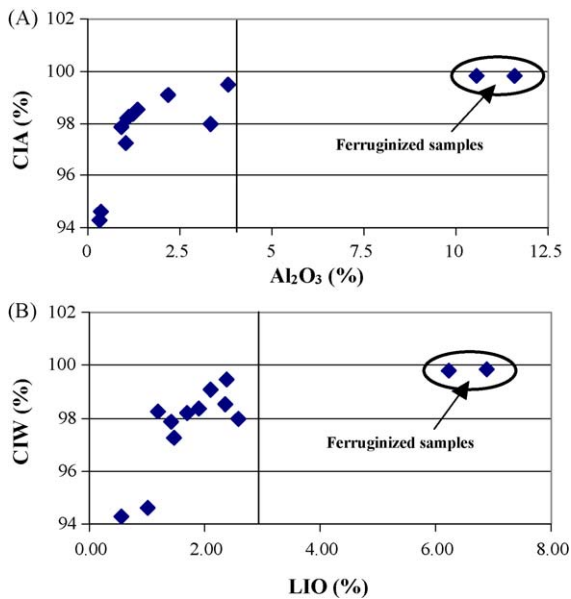 (A)
102
100
98
96
94
CIA (%)
Ferruginized samples
0 2.5 5 7.5 10 12.5
Al₂O₃ (%)
(B)
102
100
98
96
94
CIW (%)
Ferruginized samples
0.00 2.00 4.00 6.00 8.00
LIO (%)